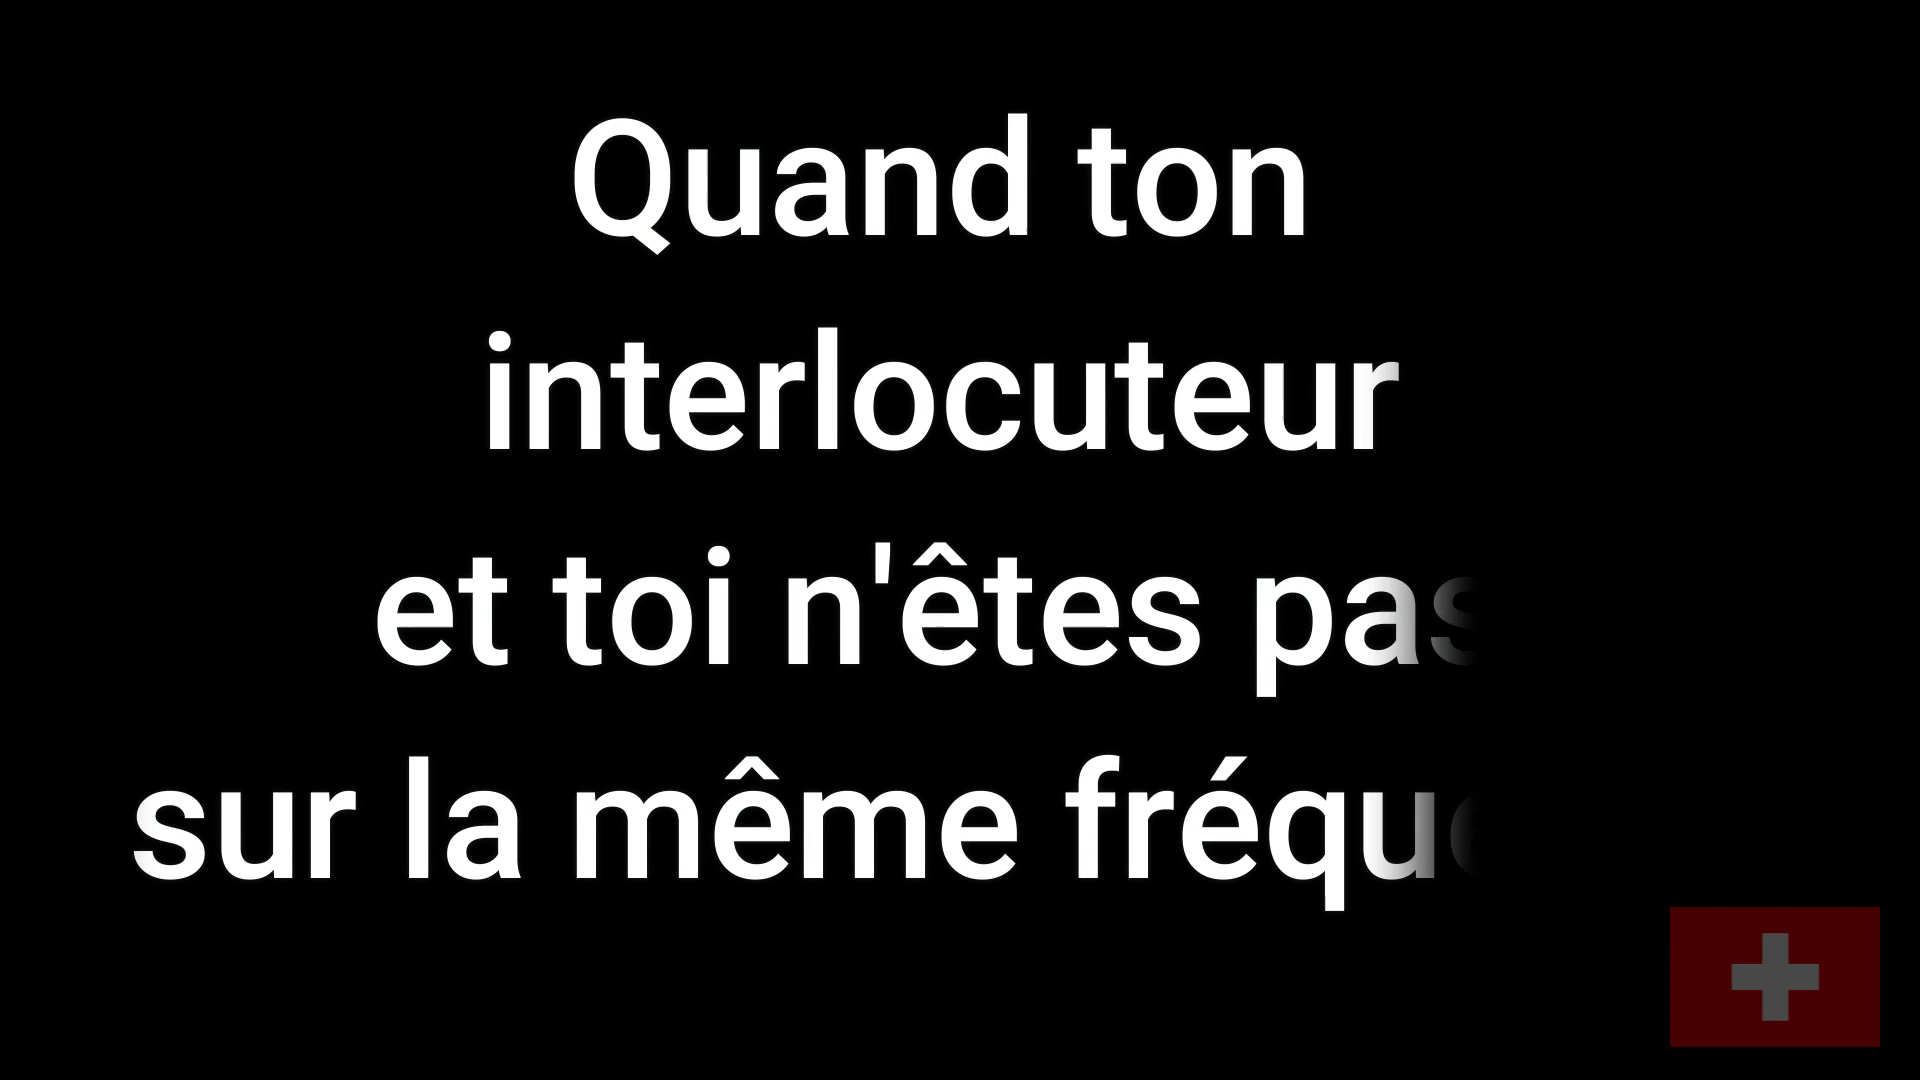 Quand ton
interlocuteur
et toi n'êtes pas
sur la même